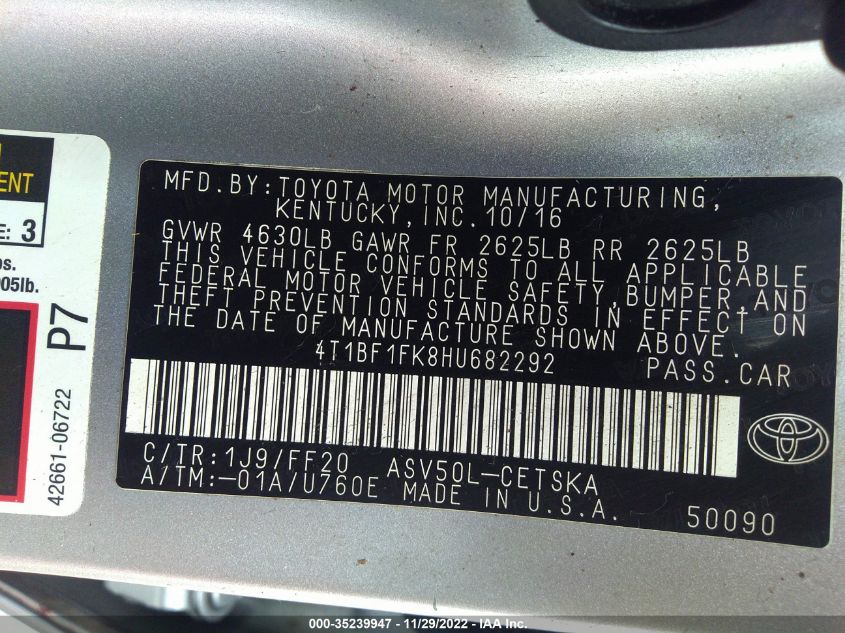 MFD.BY:TOYOTA MOTOR MANUFACTURING,
KENTUCKY,INC.10/16
GVWR 4630LB GAWR FR 2625LB RR 2625LB
THIS VEHICLE CONFORMS TO ALL APPLICABLE
FEDERAL MOTOR VEHICLE SAFETY,BUMPER,AND
THEFT PREVENTION STANDARDS IN EFFECT ON
THE DATE OF MANUFACTURE SHOWN ABOVE.
4T1BF1FK8HU682292 PASS.CAR
C/TR:1J9/FF20 ASV50L-CETSKA
A/TM:-01A/U760E MADE IN U.S.A. 50090
ENT
E: 3
os.
005lb.
P7
42661-06722
000-35239947 - 11/29/2022 - IAA Inc.